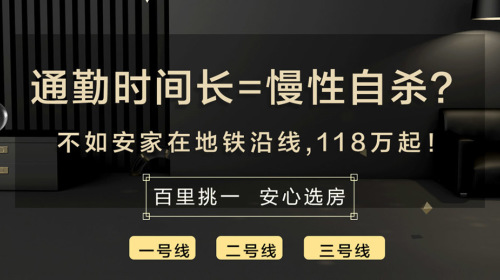 通勤时间长=慢性自杀?
不如安家在地铁沿线,118万起!
百里挑一 安心选房
一号线 二号线 三号线